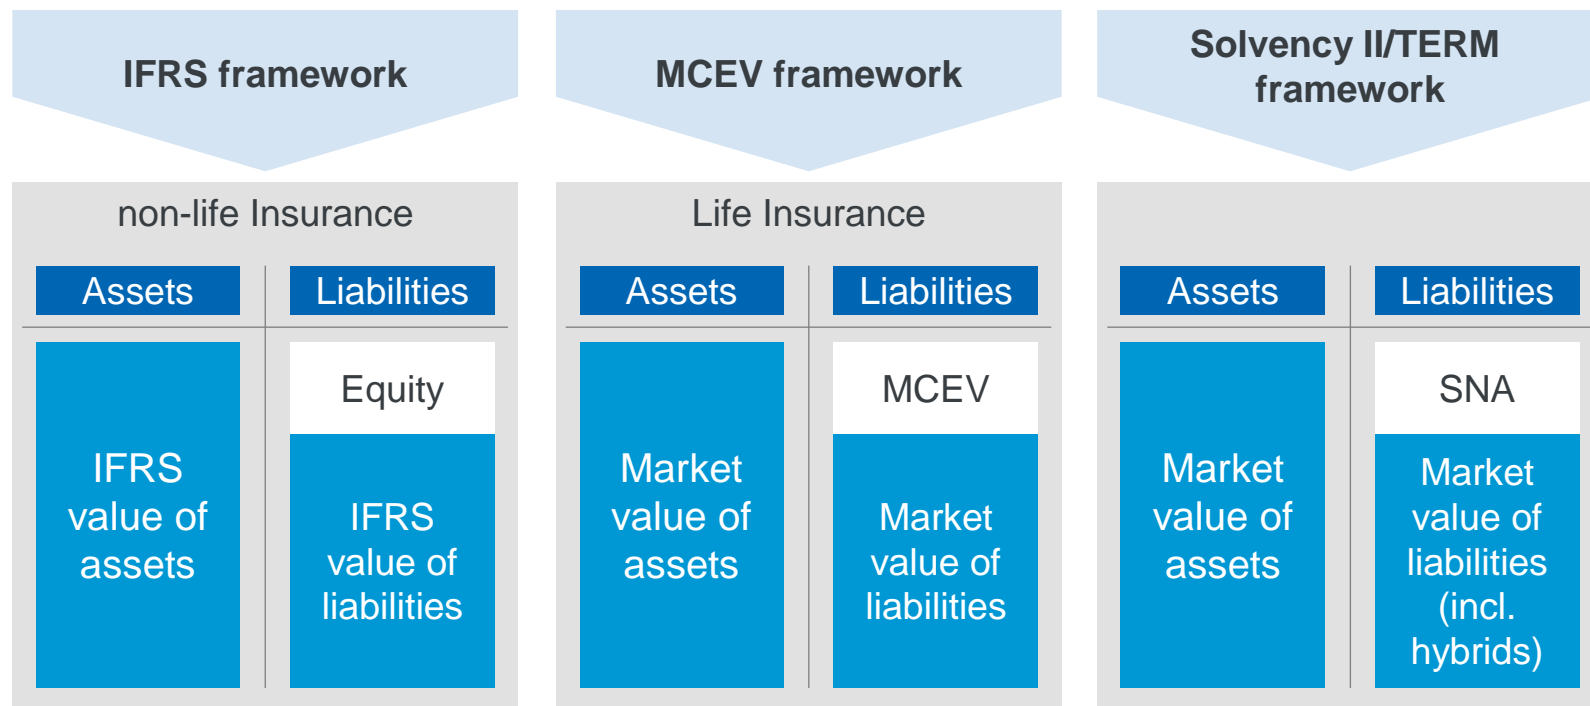 IFRS framework
MCEV framework
Solvency II/TERM
framework
non-life Insurance
Assets
Liabilities
IFRS
value of
assets
Equity
IFRS
value of
liabilities
Life Insurance
Assets
Liabilities
Market
value of
assets
MCEV
Market
value of
liabilities
Assets
Liabilities
Market
value of
assets
SNA
Market
value of
liabilities
(incl.
hybrids)